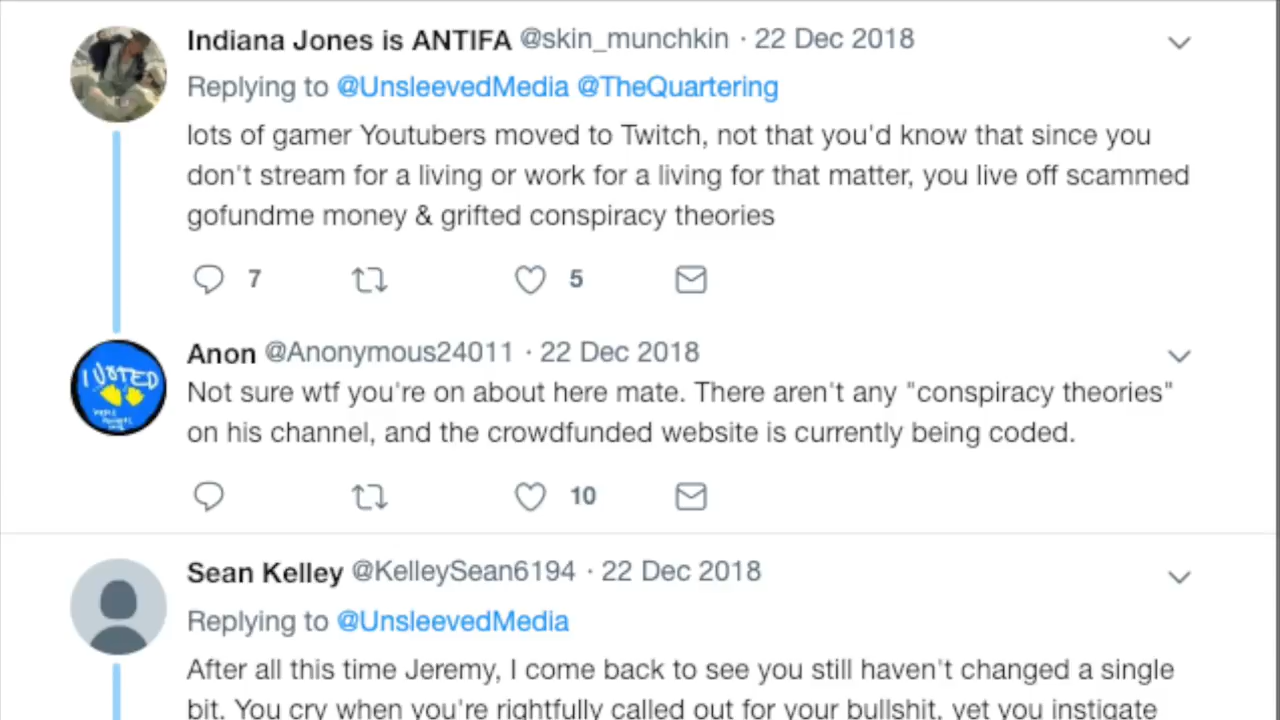 Indiana Jones is ANTIFA @skin_munchkin · 22 Dec 2018
Replying to @UnsleevedMedia @TheQuartering
lots of gamer Youtubers moved to Twitch, not that you'd know that since you
don't stream for a living or work for a living for that matter, you live off scammed
gofundme money & grifted conspiracy theories
7 5
Anon @Anonymous24011 · 22 Dec 2018
I VOTED
Not sure wtf you're on about here mate. There aren't any "conspiracy theories"
on his channel, and the crowdfunded website is currently being coded.
10
Sean Kelley @KelleySean6194 · 22 Dec 2018
Replying to @UnsleevedMedia
After all this time Jeremy, I come back to see you still haven't changed a single
bit. You cry when you're rightfully called out for your bullshit, yet you instigate